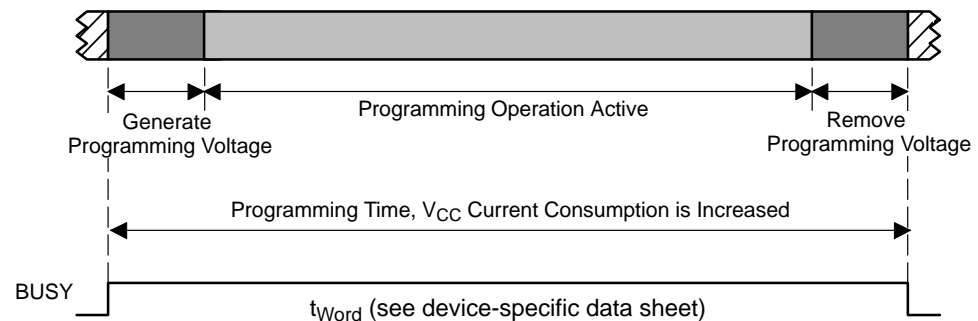 Generate
Programming Voltage
Programming Operation Active
Remove
Programming Voltage
Programming Time, VCC Current Consumption is Increased
BUSY
tWord (see device-specific data sheet)